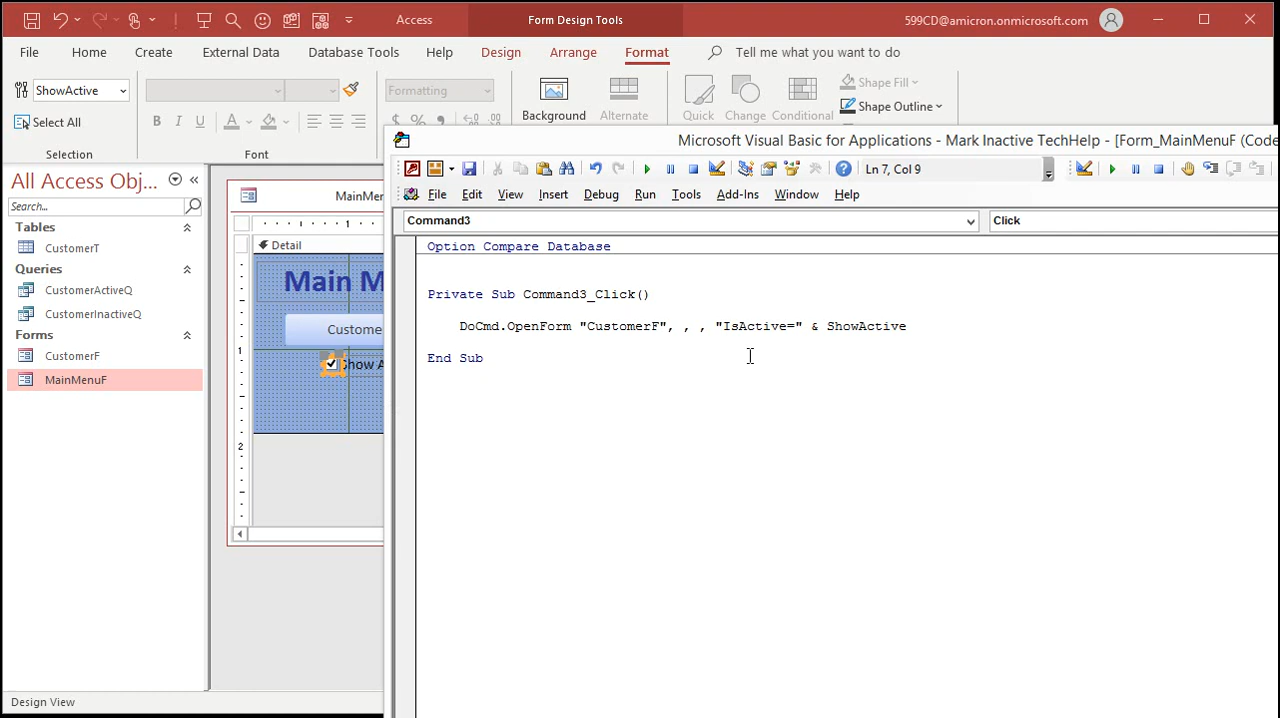 Access
Form Design Tools
599CD@amicron.onmicrosoft.com
File Home Create External Data Database Tools Help Design Arrange Format Tell me what you want to do
ShowActive
Formatting
Select All
B I U A
$ %
Background
Alternate
Quick
Change
Conditional
Shape Fill
Shape Outline
Selection
Font
Microsoft Visual Basic for Applications - Mark Inactive TechHelp - [Form_MainMenuF (Code
Ln 7, Col 9
File Edit View Insert Debug Run Tools Add-Ins Window Help
Command3
Click
All Access Obj...
Search...
Tables
CustomerT
Queries
CustomerActiveQ
CustomerInactiveQ
Forms
CustomerF
MainMenuF
MainMe
1
Detail
Main M
Custome
Show A
1
2
Option Compare Database
Private Sub Command3_Click()
DoCmd.OpenForm "CustomerF", , , "IsActive=" & ShowActive
End Sub
Design View